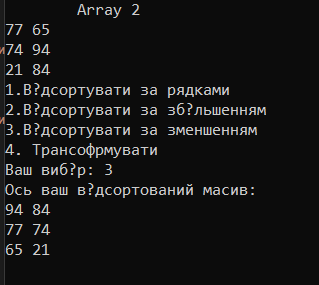 Array 2
77 65
74 94
21 84
1.В?дсортувати за рядками
2.В?дсортувати за зб?льшенням
3.В?дсортувати за зменшенням
4. Трансофрмувати
Ваш виб?р: 3
Ось ваш в?дсортований масив:
94 84
77 74
65 21